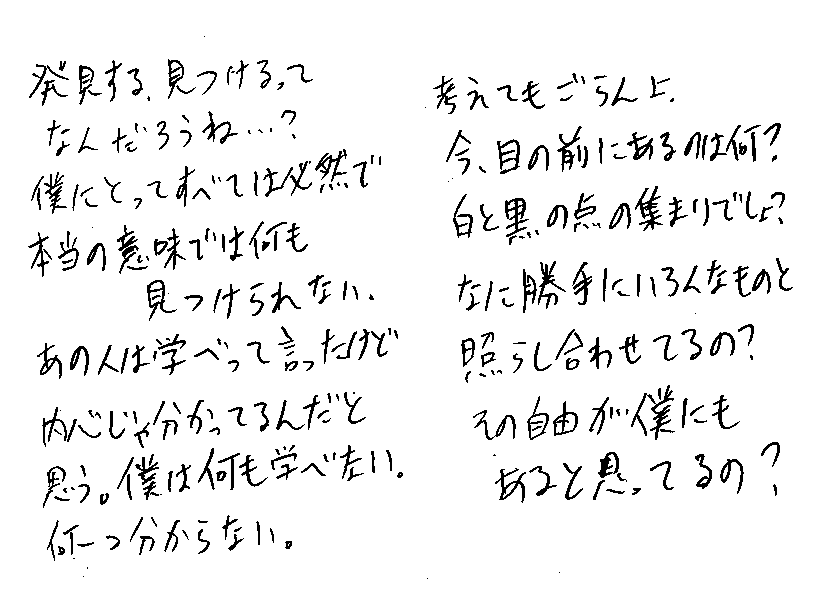 発見する、見つけるって
なんだろうね…?
僕にとってすべては必然で
本当の意味では何も
見つけられない、
あの人は学べって言ったけど
内心じゃ分かってるんだと
思う。僕は何も学べない。
何一つ分からない。
考えてもごらんよ、
今、目の前にあるのは何?
白と黒の点の集まりでしょ?
なに勝手にいろんなものと
照らし合わせてるの?
その自由が僕にも
あると思ってるの?